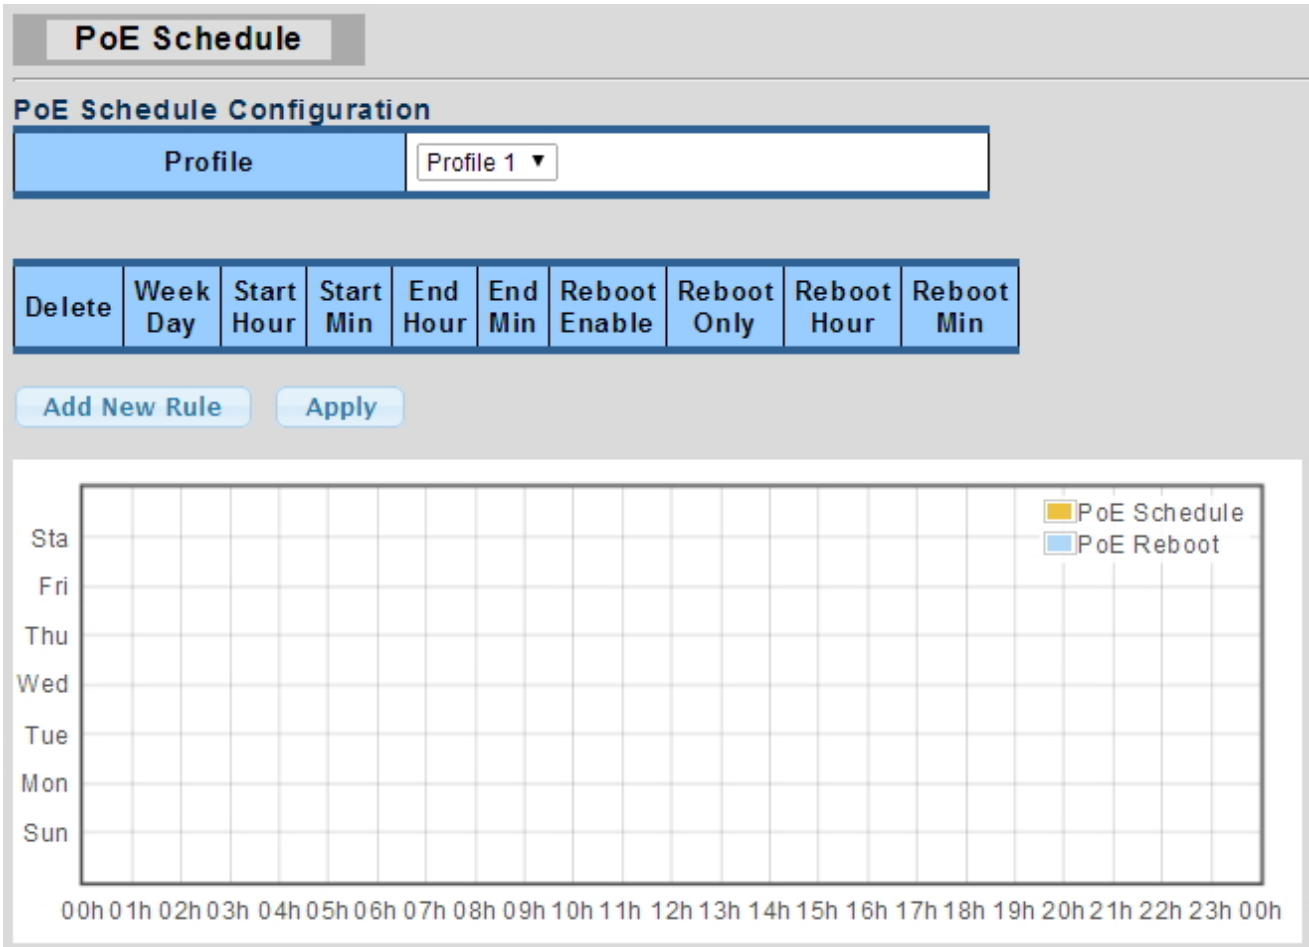 PoE Schedule
PoE Schedule Configuration
Profile
Profile 1
Delete
Week Day
Start Hour
Start Min
End Hour
End Min
Reboot Enable
Reboot Only
Reboot Hour
Reboot Min
Add New Rule
Apply
PoE Schedule
PoE Reboot
Sta
Fri
Thu
Wed
Tue
Mon
Sun
00h 01h 02h 03h 04h 05h 06h 07h 08h 09h 10h 11h 12h 13h 14h 15h 16h 17h 18h 19h 20h 21h 22h 23h 00h